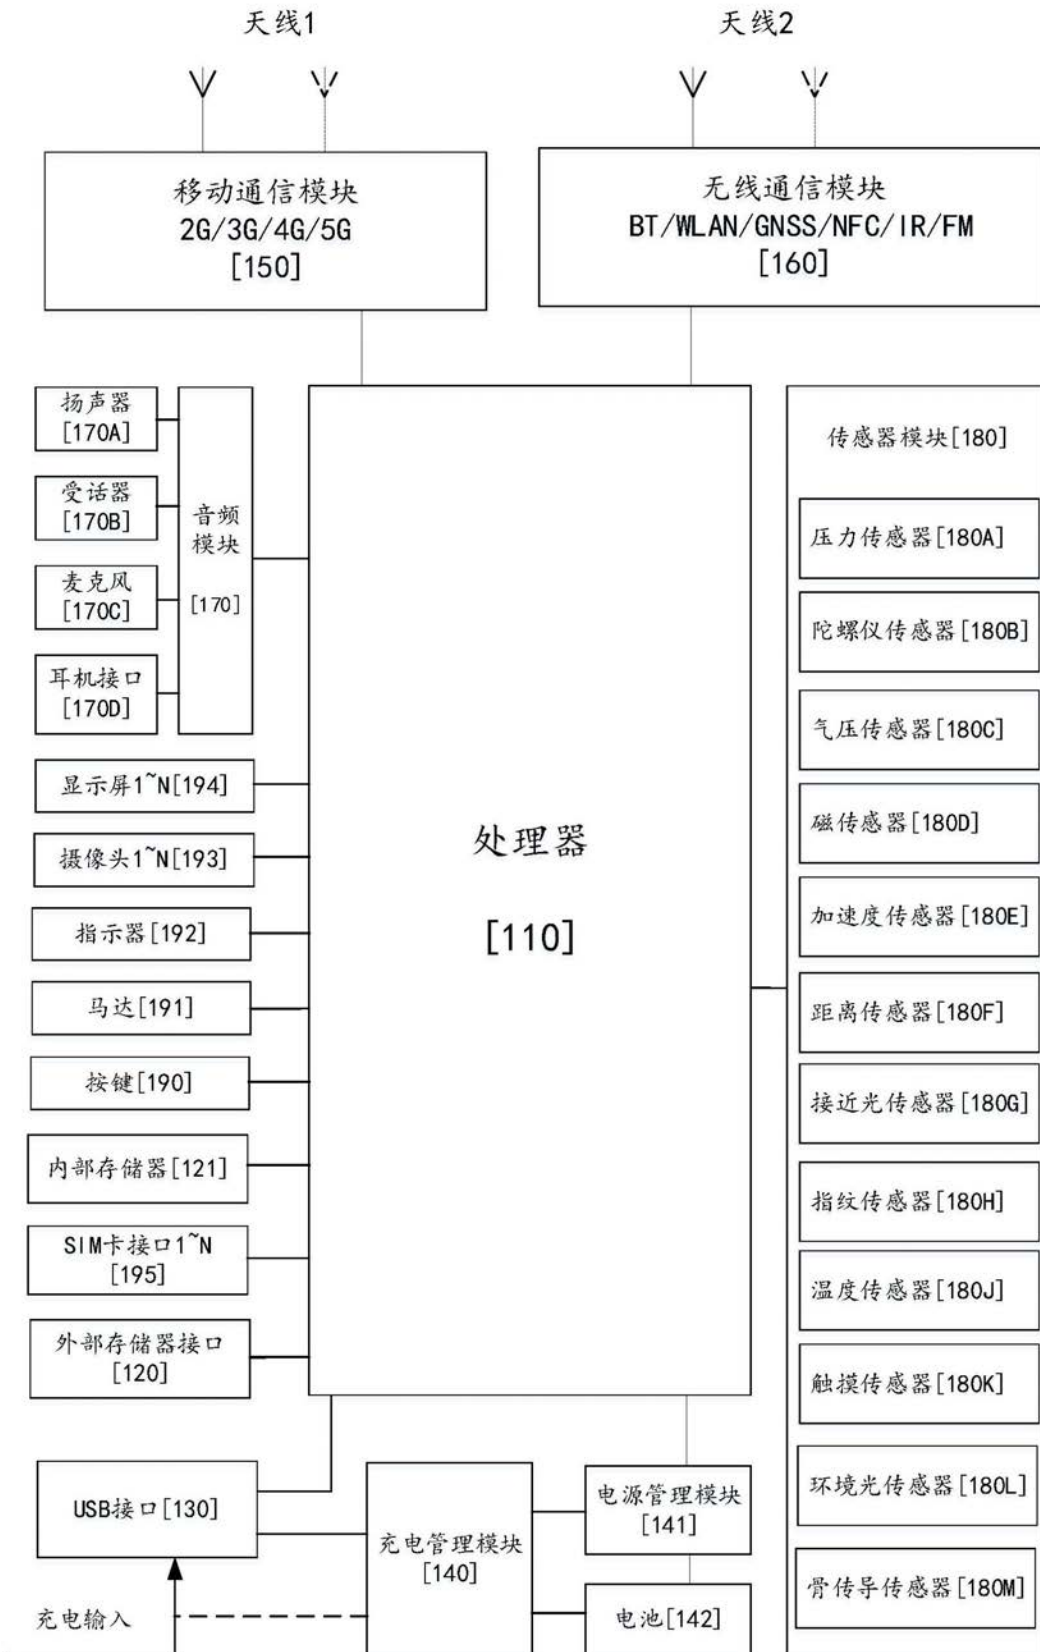 天线1
天线2
移动通信模块
2G/3G/4G/5G
[150]
无线通信模块
BT/WLAN/GNSS/NFC/IR/FM
[160]
扬声器
[170A]
受话器
[170B]
麦克风
[170C]
耳机接口
[170D]
音频
模块
[170]
显示屏1~N[194]
摄像头1~N[193]
指示器[192]
马达[191]
按键[190]
内部存储器[121]
SIM卡接口1~N
[195]
外部存储器接口
[120]
处理器
[110]
传感器模块[180]
压力传感器[180A]
陀螺仪传感器[180B]
气压传感器[180C]
磁传感器[180D]
加速度传感器[180E]
距离传感器[180F]
接近光传感器[180G]
指纹传感器[180H]
温度传感器[180J]
触摸传感器[180K]
环境光传感器[180L]
骨传导传感器[180M]
USB接口[130]
充电输入
充电管理模块
[140]
电源管理模块
[141]
电池[142]